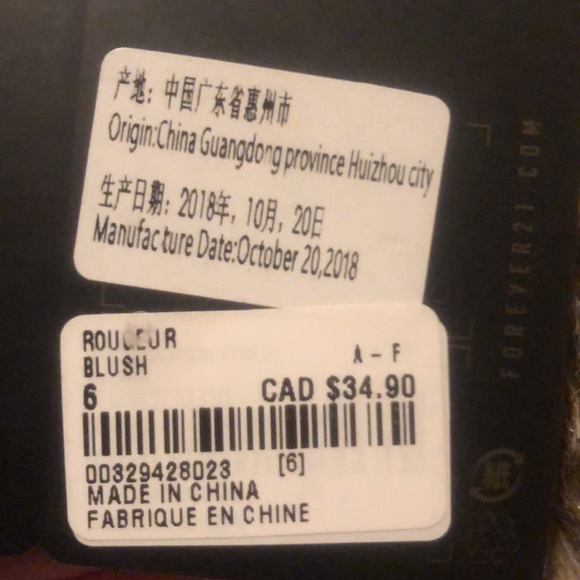 产地：中国广东省惠州市
Origin:China Guangdong province Huizhou city
生产日期：2018年，10月，20日
Manufacture Date:October 20,2018
FOREVER21.COM
ROUGEUR
BLUSH
A - F
6
CAD $34.90
00329428023
[6]
MADE IN CHINA
FABRIQUE EN CHINE